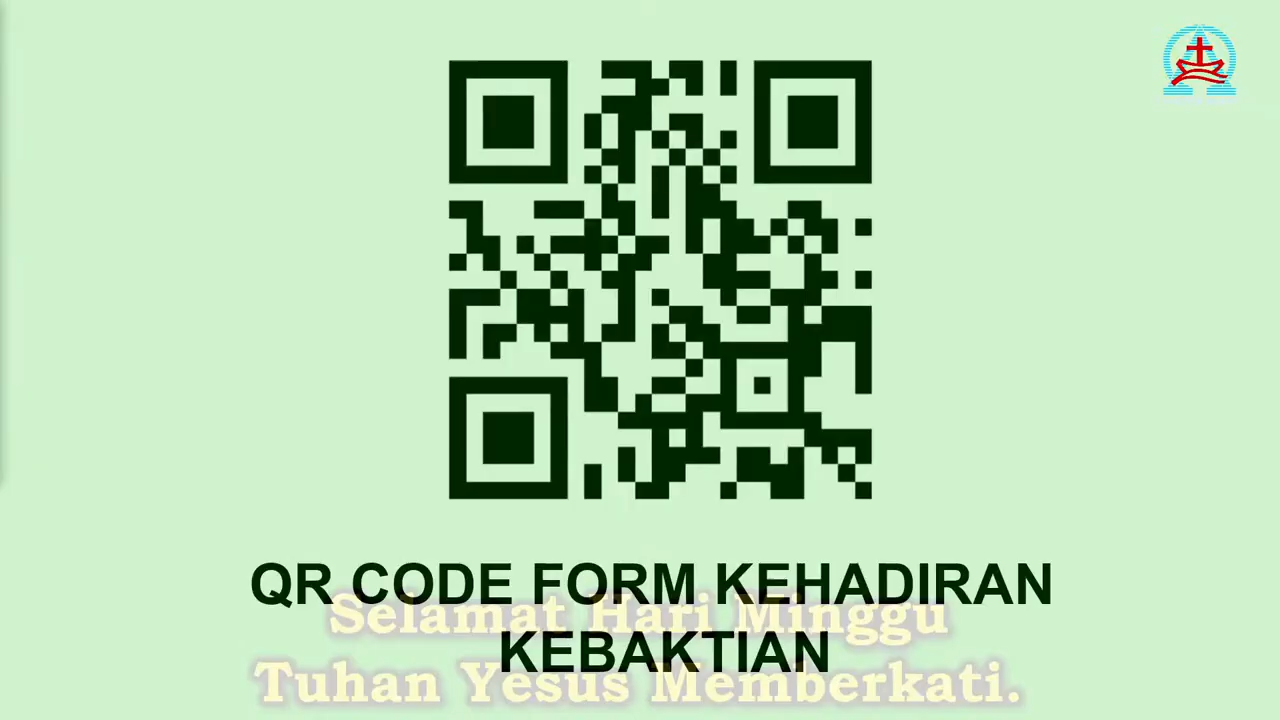 QR CODE FORM KEHADIRAN
Selamat Hari Minggu
KEBAKTIAN
Tuhan Yesus Memberkati.